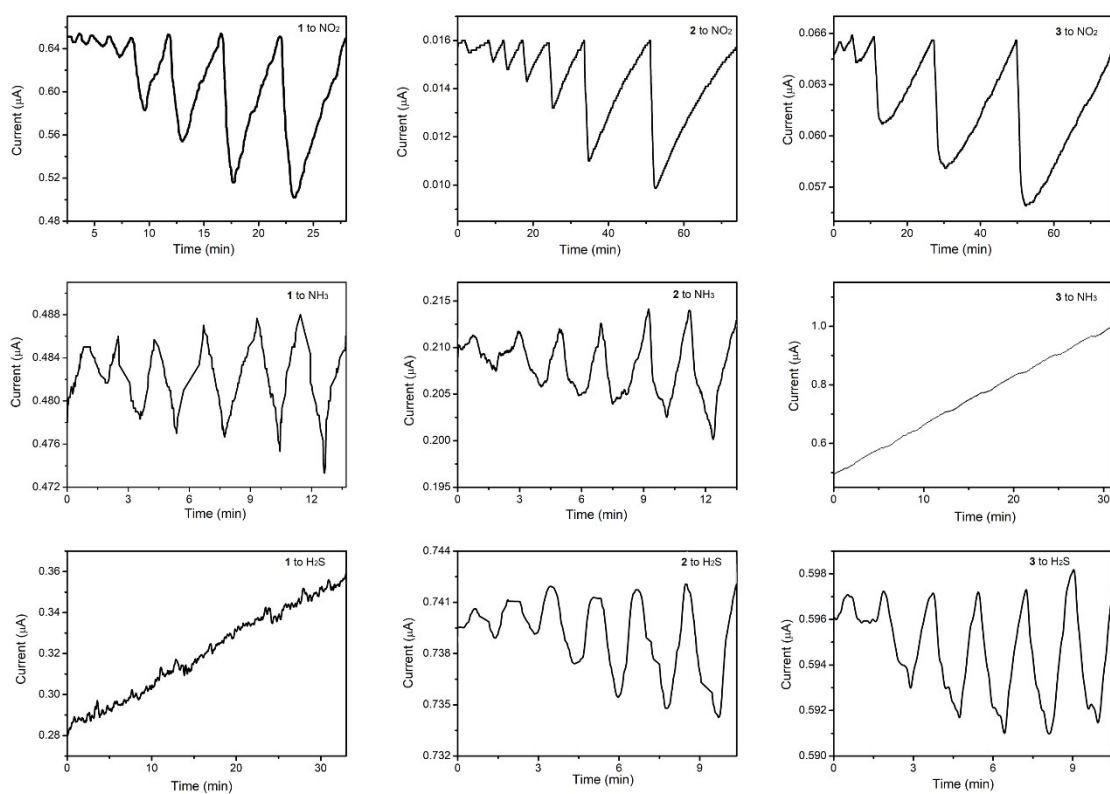 1 to NO₂
Current (μA)
0.64
0.60
0.56
0.52
0.48
5
10
15
20
25
Time (min)
2 to NO₂
Current (μA)
0.016
0.014
0.012
0.010
0
20
40
60
Time (min)
3 to NO₂
Current (μA)
0.066
0.063
0.060
0.057
0
20
40
60
Time (min)
1 to NH₃
Current (μA)
0.488
0.484
0.480
0.476
0.472
0
3
6
9
12
Time (min)
2 to NH₃
Current (μA)
0.215
0.210
0.205
0.200
0.195
0
3
6
9
12
Time (min)
3 to NH₃
Current (μA)
1.0
0.8
0.6
0
10
20
30
Time (min)
1 to H₂S
Current (μA)
0.36
0.34
0.32
0.30
0.28
0
10
20
30
Time (min)
2 to H₂S
Current (μA)
0.744
0.741
0.738
0.735
0.732
0
3
6
9
Time (min)
3 to H₂S
Current (μA)
0.598
0.596
0.594
0.592
0.590
0
3
6
9
Time (min)